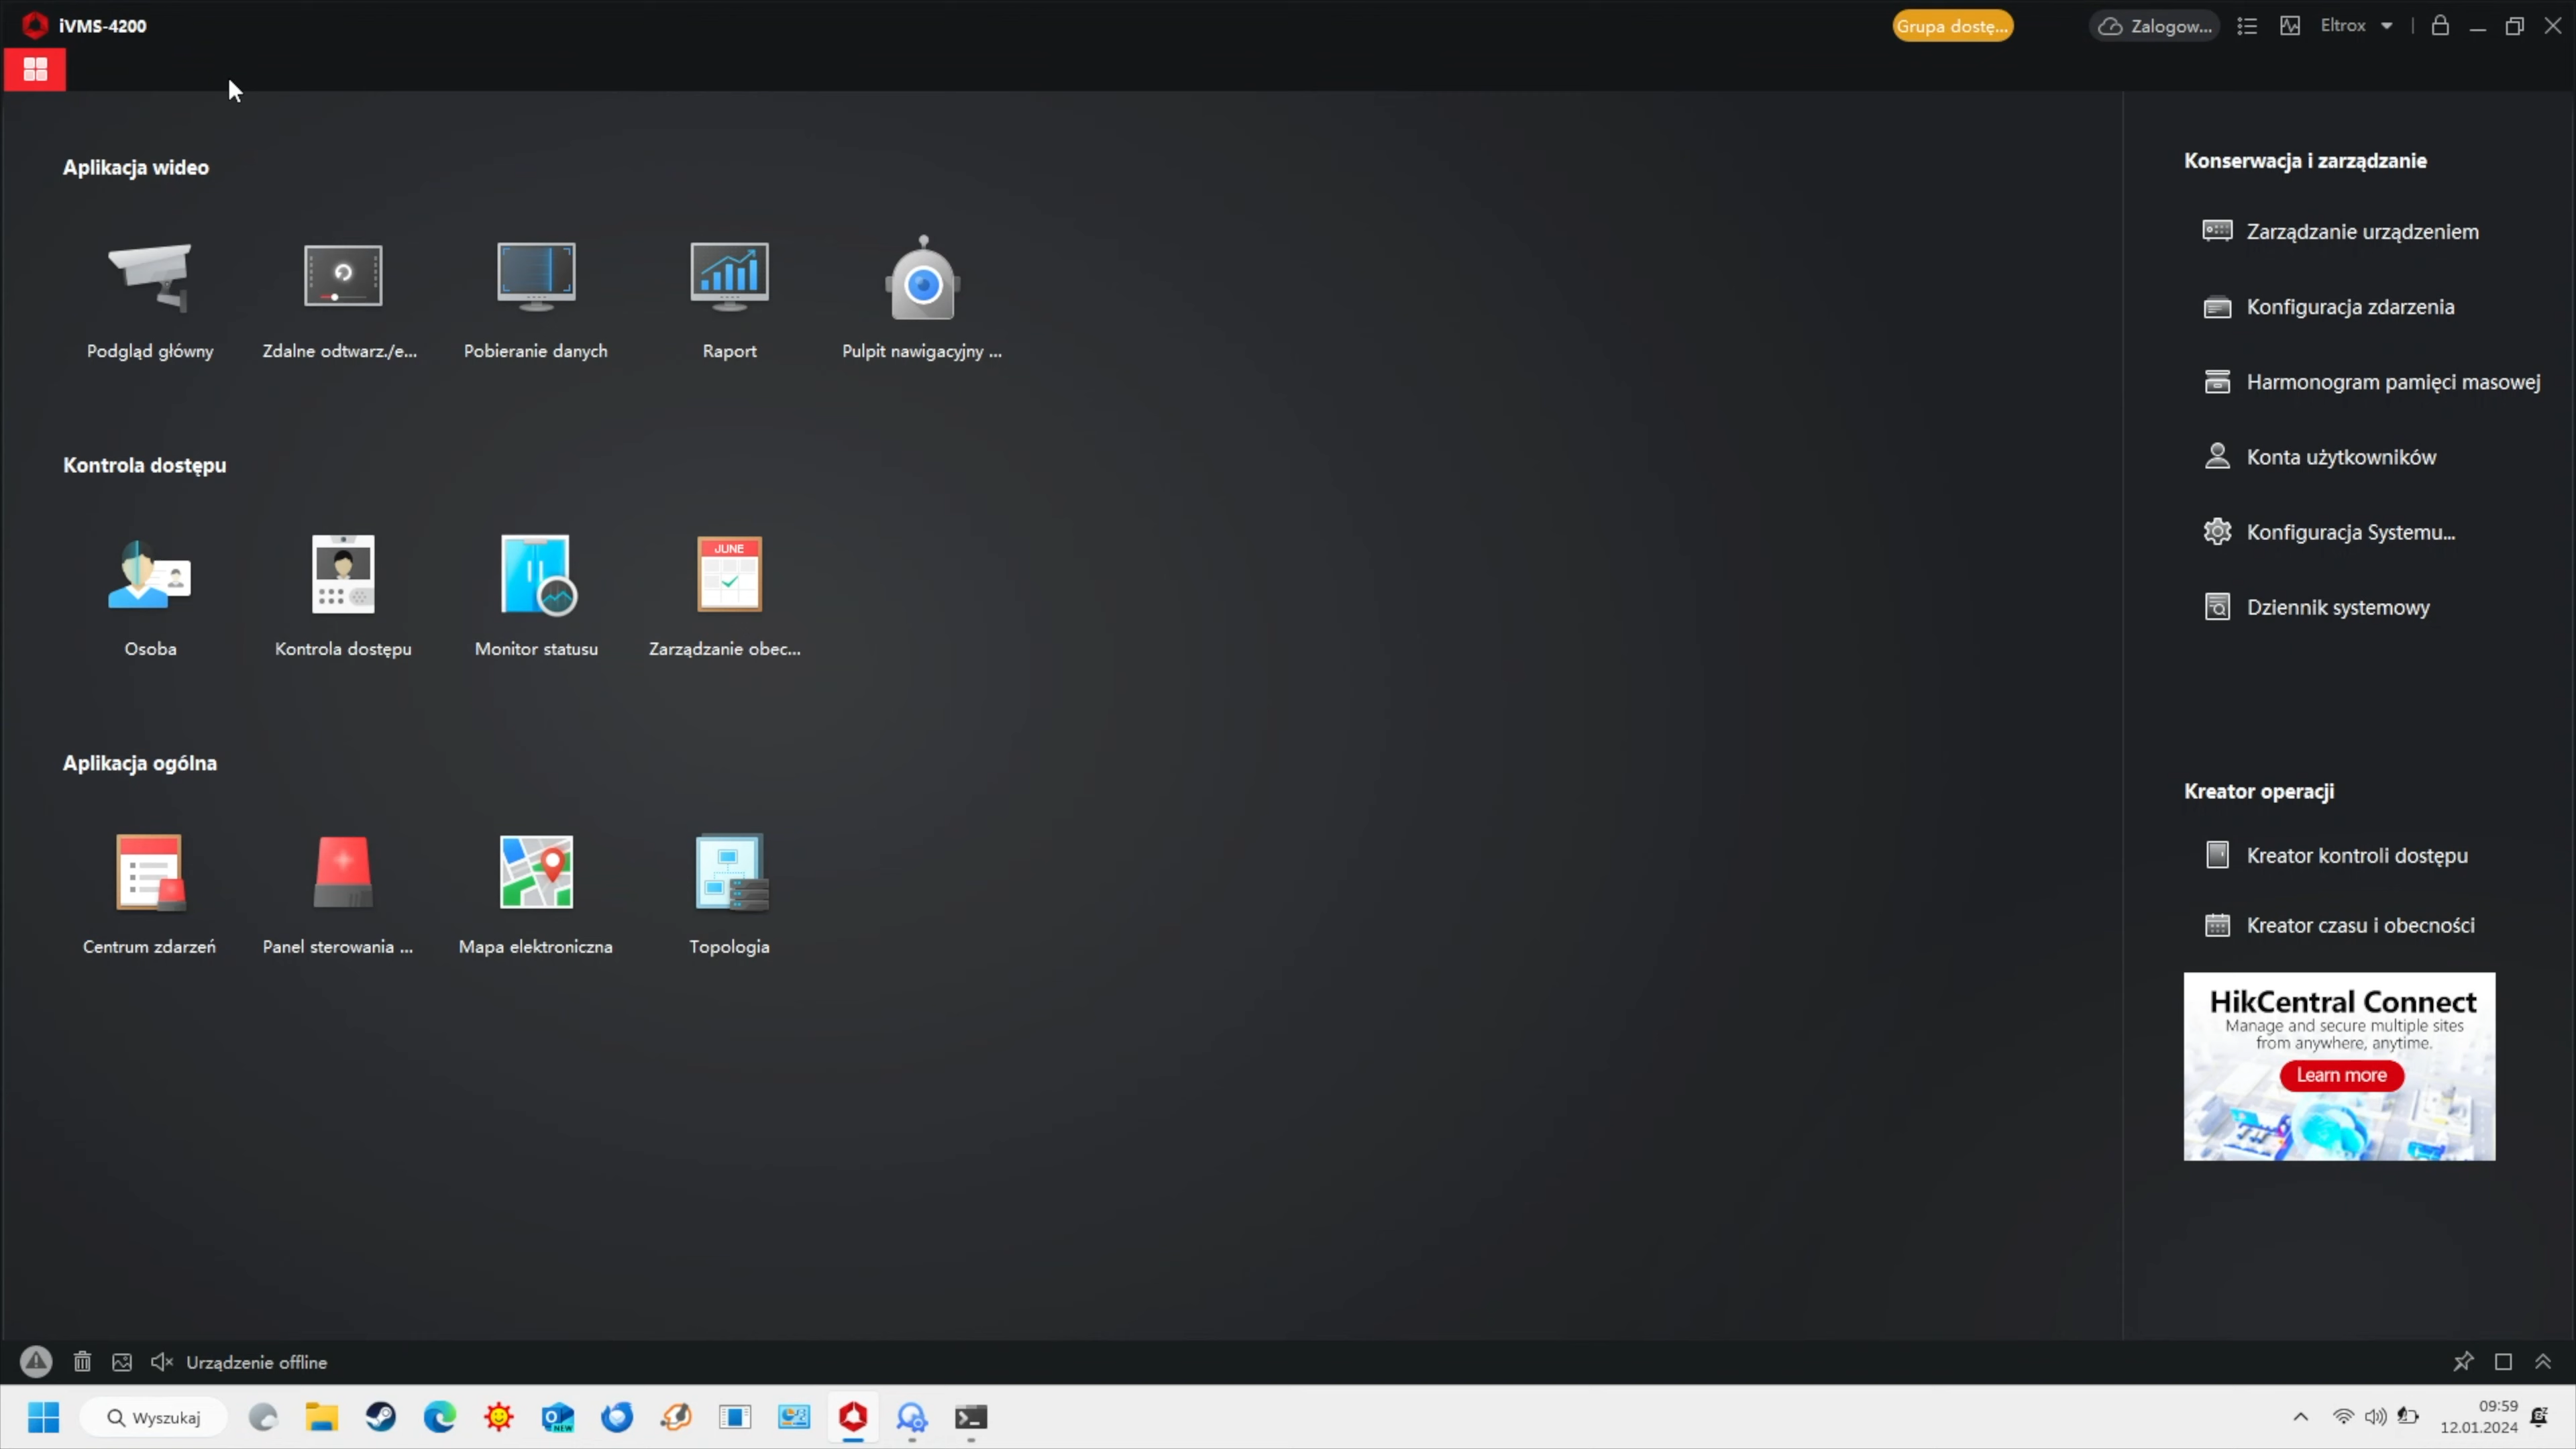 iVMS-4200
Grupa dostę...
Zalogow...
Eltrox
Aplikacja wideo
Podgląd główny
Zdalne odtwarz./e...
Pobieranie danych
Raport
Pulpit nawigacyjny ...
Kontrola dostępu
JUNE
Osoba
Kontrola dostępu
Monitor statusu
Zarządzanie obec...
Aplikacja ogólna
Centrum zdarzeń
Panel sterowania ...
Mapa elektroniczna
Topologia
Konserwacja i zarządzanie
Zarządzanie urządzeniem
Konfiguracja zdarzenia
Harmonogram pamięci masowej
Konta użytkowników
Konfiguracja Systemu...
Dziennik systemowy
Kreator operacji
Kreator kontroli dostępu
Kreator czasu i obecności
HikCentral Connect
Manage and secure multiple sites
from anywhere, anytime.
Learn more
Urządzenie offline
Wyszukaj
NEW
09:59
12.01.2024